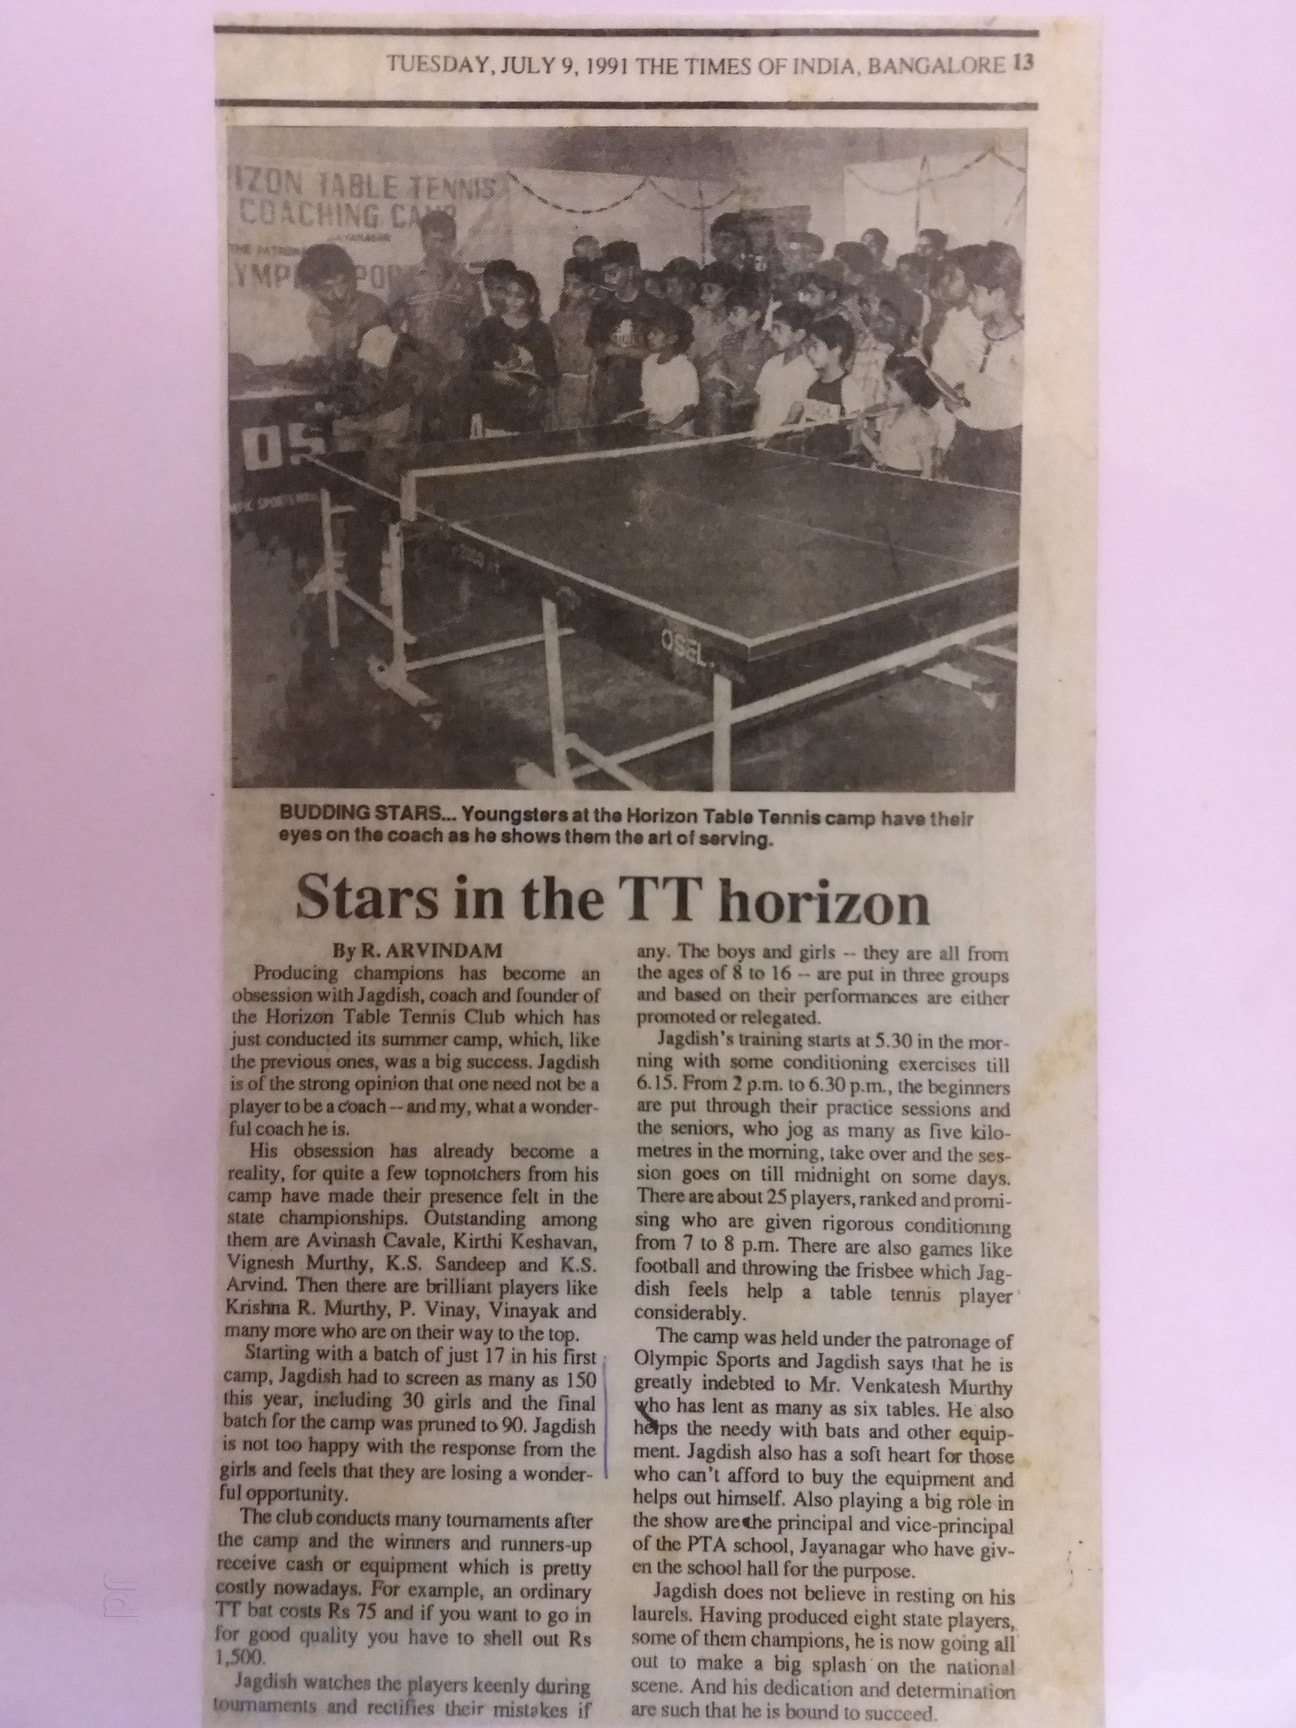 TUESDAY, JULY 9, 1991 THE TIMES OF INDIA, BANGALORE 13
IZON TABLE TENNIS
COACHING CAMP
JAYANAGAR
THE PATRON
YMPI SPOR
OS
PIC SPORTS
OSEL
BUDDING STARS... Youngsters at the Horizon Table Tennis camp have their
eyes on the coach as he shows them the art of serving.
Stars in the TT horizon
By R. ARVINDAM
Producing champions has become an
obsession with Jagdish, coach and founder of
the Horizon Table Tennis Club which has
just conducted its summer camp, which, like
the previous ones, was a big success. Jagdish
is of the strong opinion that one need not be a
player to be a coach -- and my, what a wonder-
ful coach he is.
His obsession has already become a
reality, for quite a few topnotchers from his
camp have made their presence felt in the
state championships. Outstanding among
them are Avinash Cavale, Kirthi Keshavan,
Vignesh Murthy, K.S. Sandeep and K.S.
Arvind. Then there are brilliant players like
Krishna R. Murthy, P. Vinay, Vinayak and
many more who are on their way to the top.
Starting with a batch of just 17 in his first
camp, Jagdish had to screen as many as 150
this year, including 30 girls and the final
batch for the camp was pruned to 90. Jagdish
is not too happy with the response from the
girls and feels that they are losing a wonder-
ful opportunity.
The club conducts many tournaments after
the camp and the winners and runners-up
receive cash or equipment which is pretty
costly nowadays. For example, an ordinary
TT bat costs Rs 75 and if you want to go in
for good quality you have to shell out Rs
1,500.
Jagdish watches the players keenly during
tournaments and rectifies their mistakes if
any. The boys and girls -- they are all from
the ages of 8 to 16 -- are put in three groups
and based on their performances are either
promoted or relegated.
Jagdish's training starts at 5.30 in the mor-
ning with some conditioning exercises till
6.15. From 2 p.m. to 6.30 p.m., the beginners
are put through their practice sessions and
the seniors, who jog as many as five kilo-
metres in the morning, take over and the ses-
sion goes on till midnight on some days.
There are about 25 players, ranked and promi-
sing who are given rigorous conditioning
from 7 to 8 p.m. There are also games like
football and throwing the frisbee which Jag-
dish feels help a table tennis player
considerably.
The camp was held under the patronage of
Olympic Sports and Jagdish says that he is
greatly indebted to Mr. Venkatesh Murthy
who has lent as many as six tables. He also
helps the needy with bats and other equip-
ment. Jagdish also has a soft heart for those
who can't afford to buy the equipment and
helps out himself. Also playing a big role in
the show are the principal and vice-principal
of the PTA school, Jayanagar who have giv-
en the school hall for the purpose.
Jagdish does not believe in resting on his
laurels. Having produced eight state players,
some of them champions, he is now going all
out to make a big splash on the national
scene. And his dedication and determination
are such that he is bound to succeed.
Jd